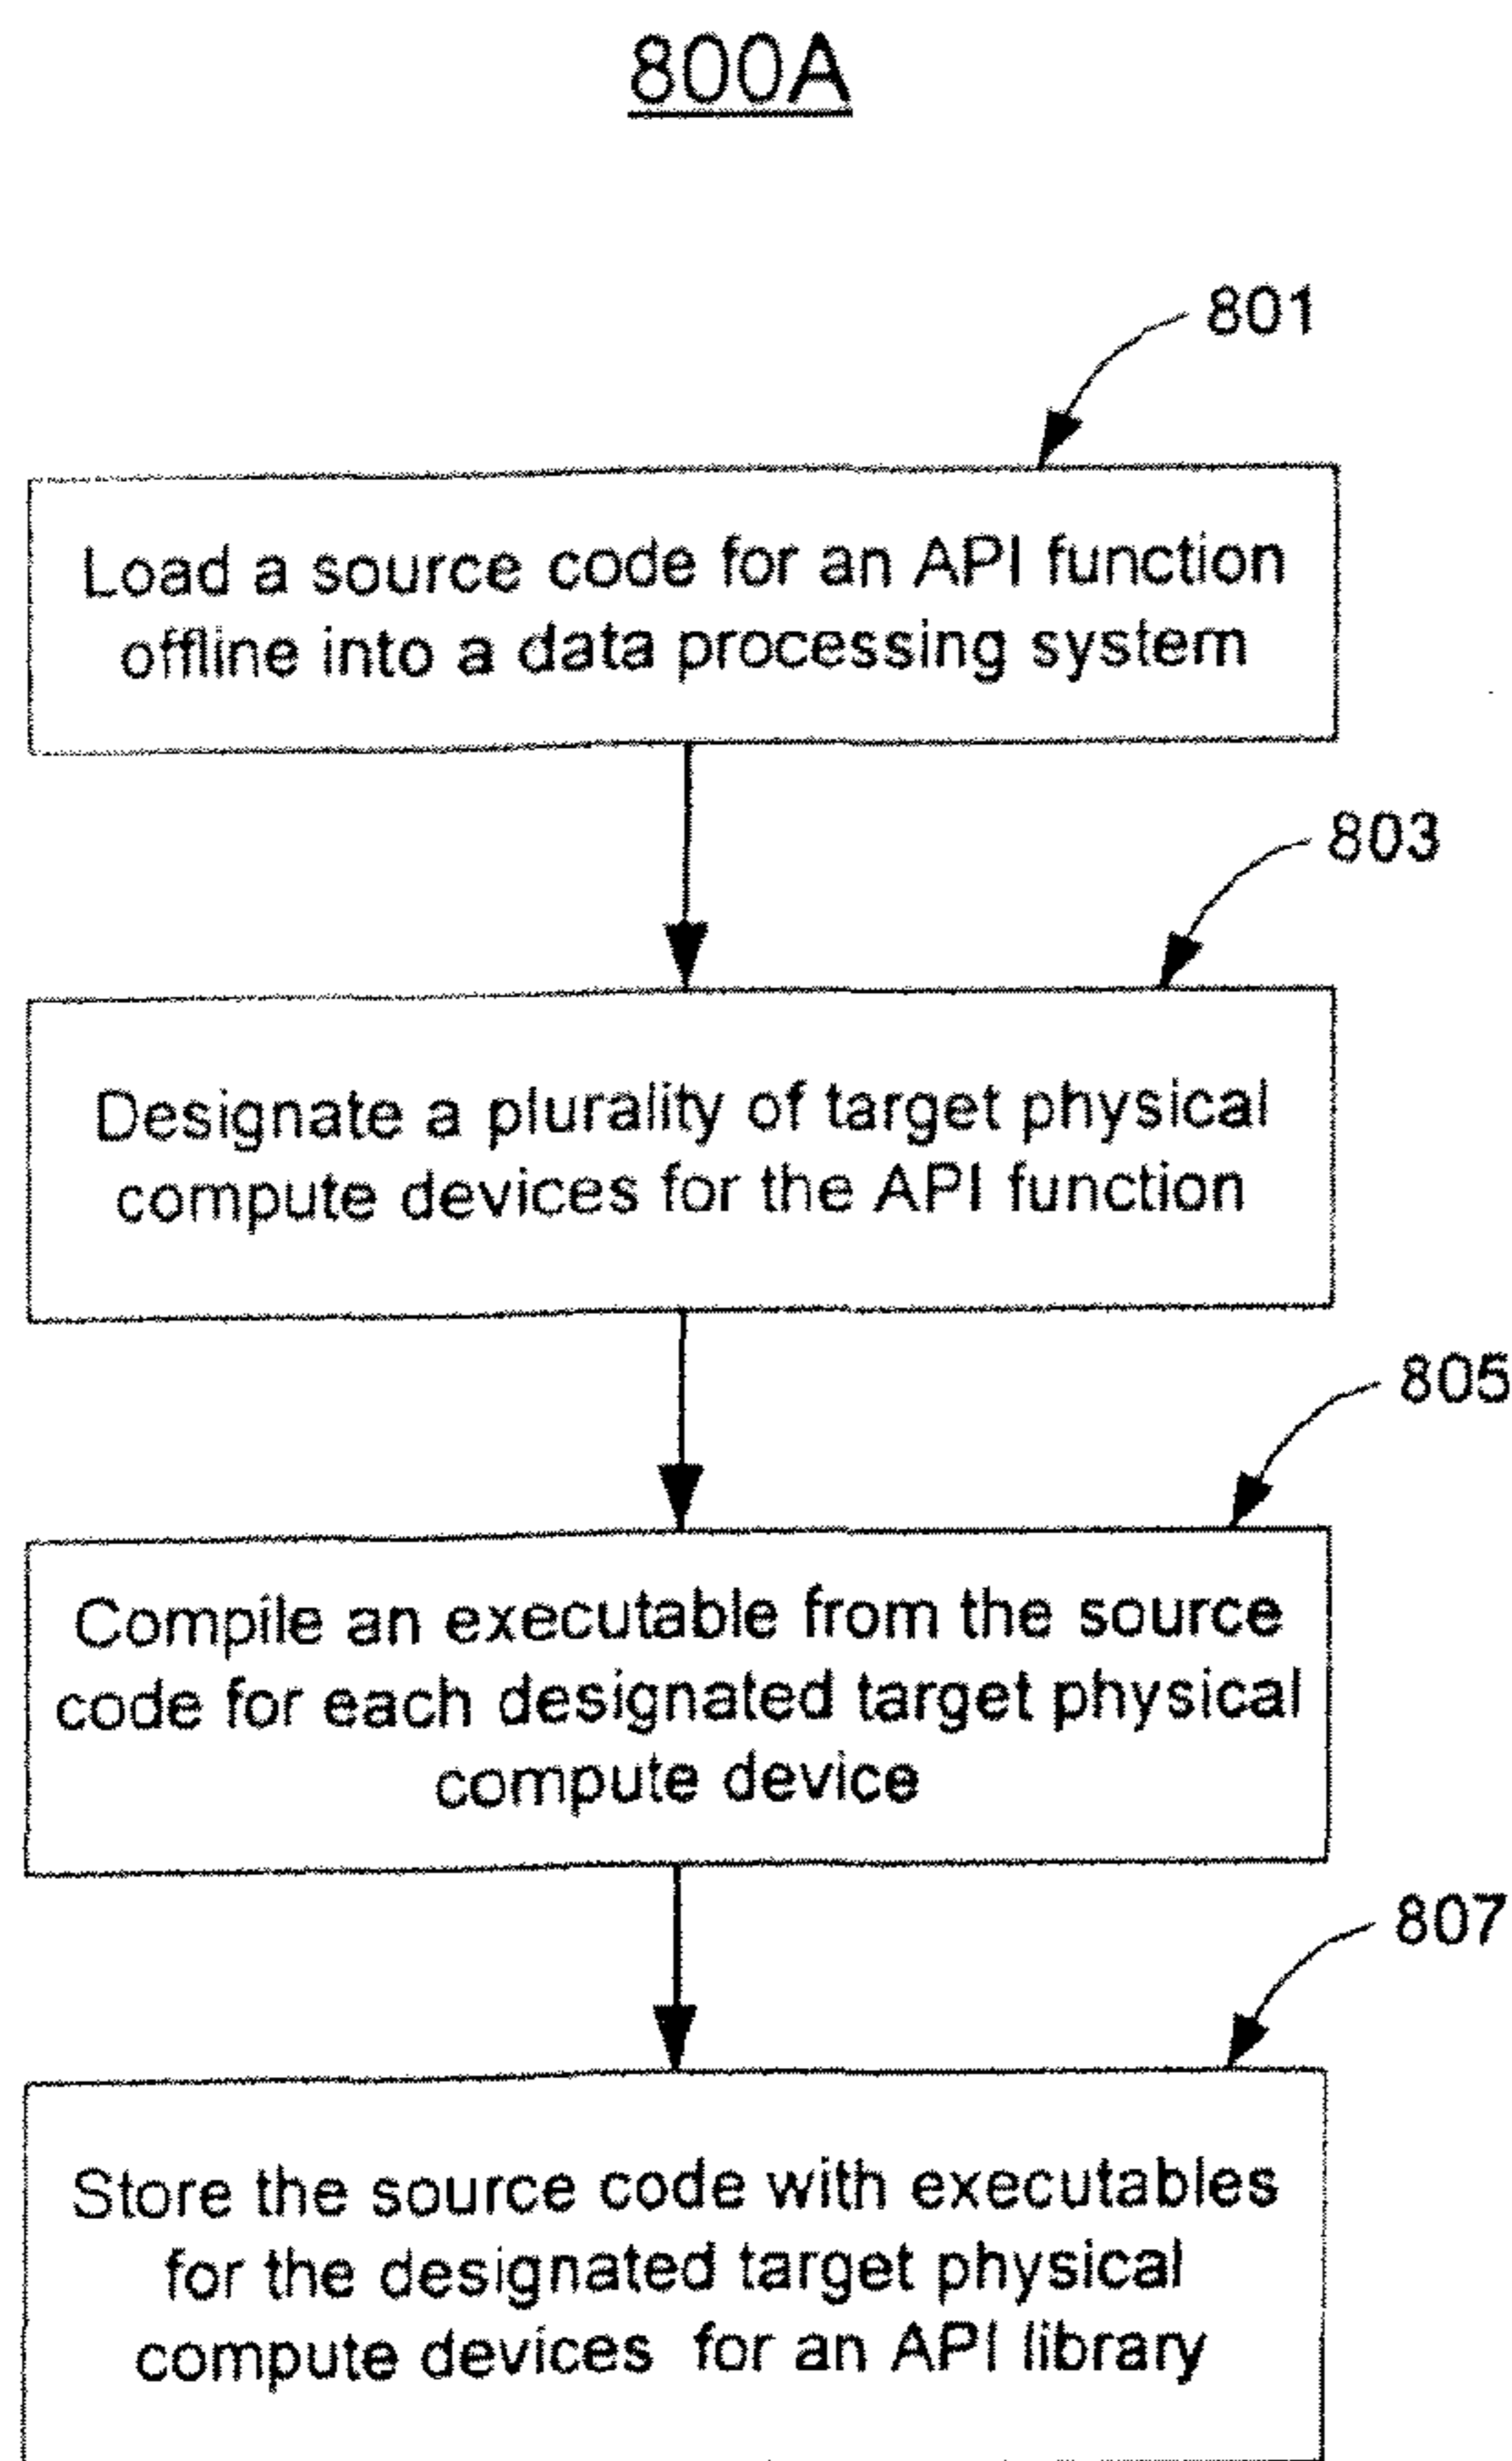 800A
801
Load a source code for an API function
offline into a data processing system
803
Designate a plurality of target physical
compute devices for the API function
805
Compile an executable from the source
code for each designated target physical
compute device
807
Store the source code with executables
for the designated target physical
compute devices for an API library